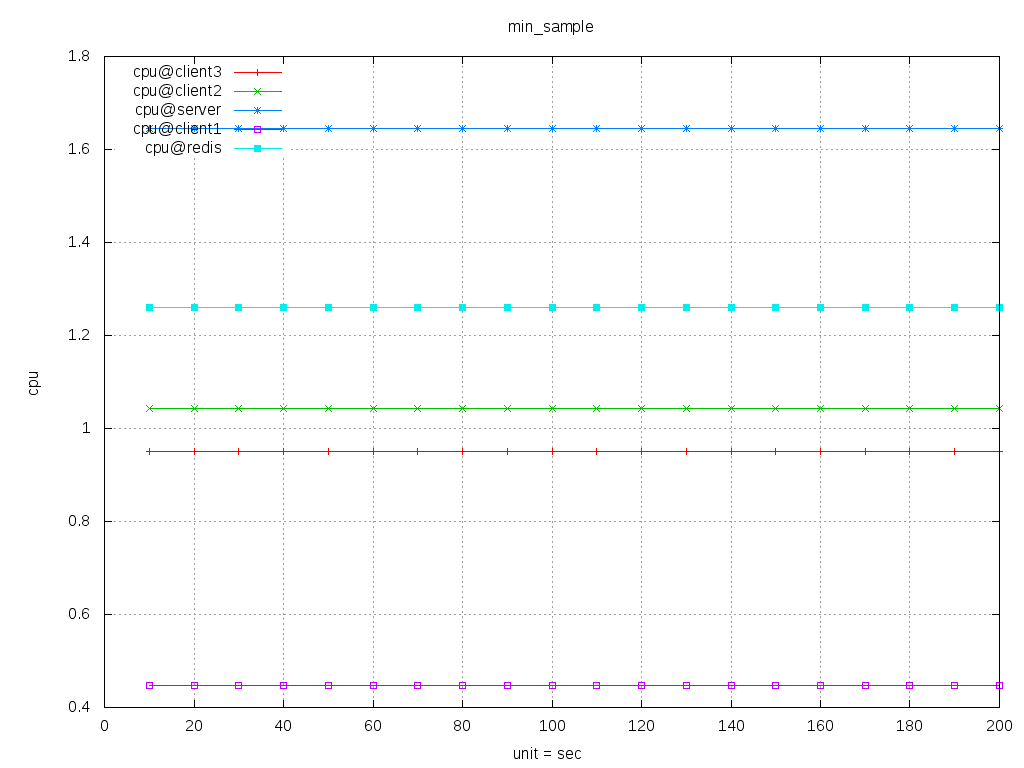 min_sample
1.8
cpu@client3
cpu@client2
cpu@server
cpu@client1
cpu@redis
1.6
1.4
1.2
cpu
1
0.8
0.6
0.4
0 20 40 60 80 100 120 140 160 180 200
unit = sec